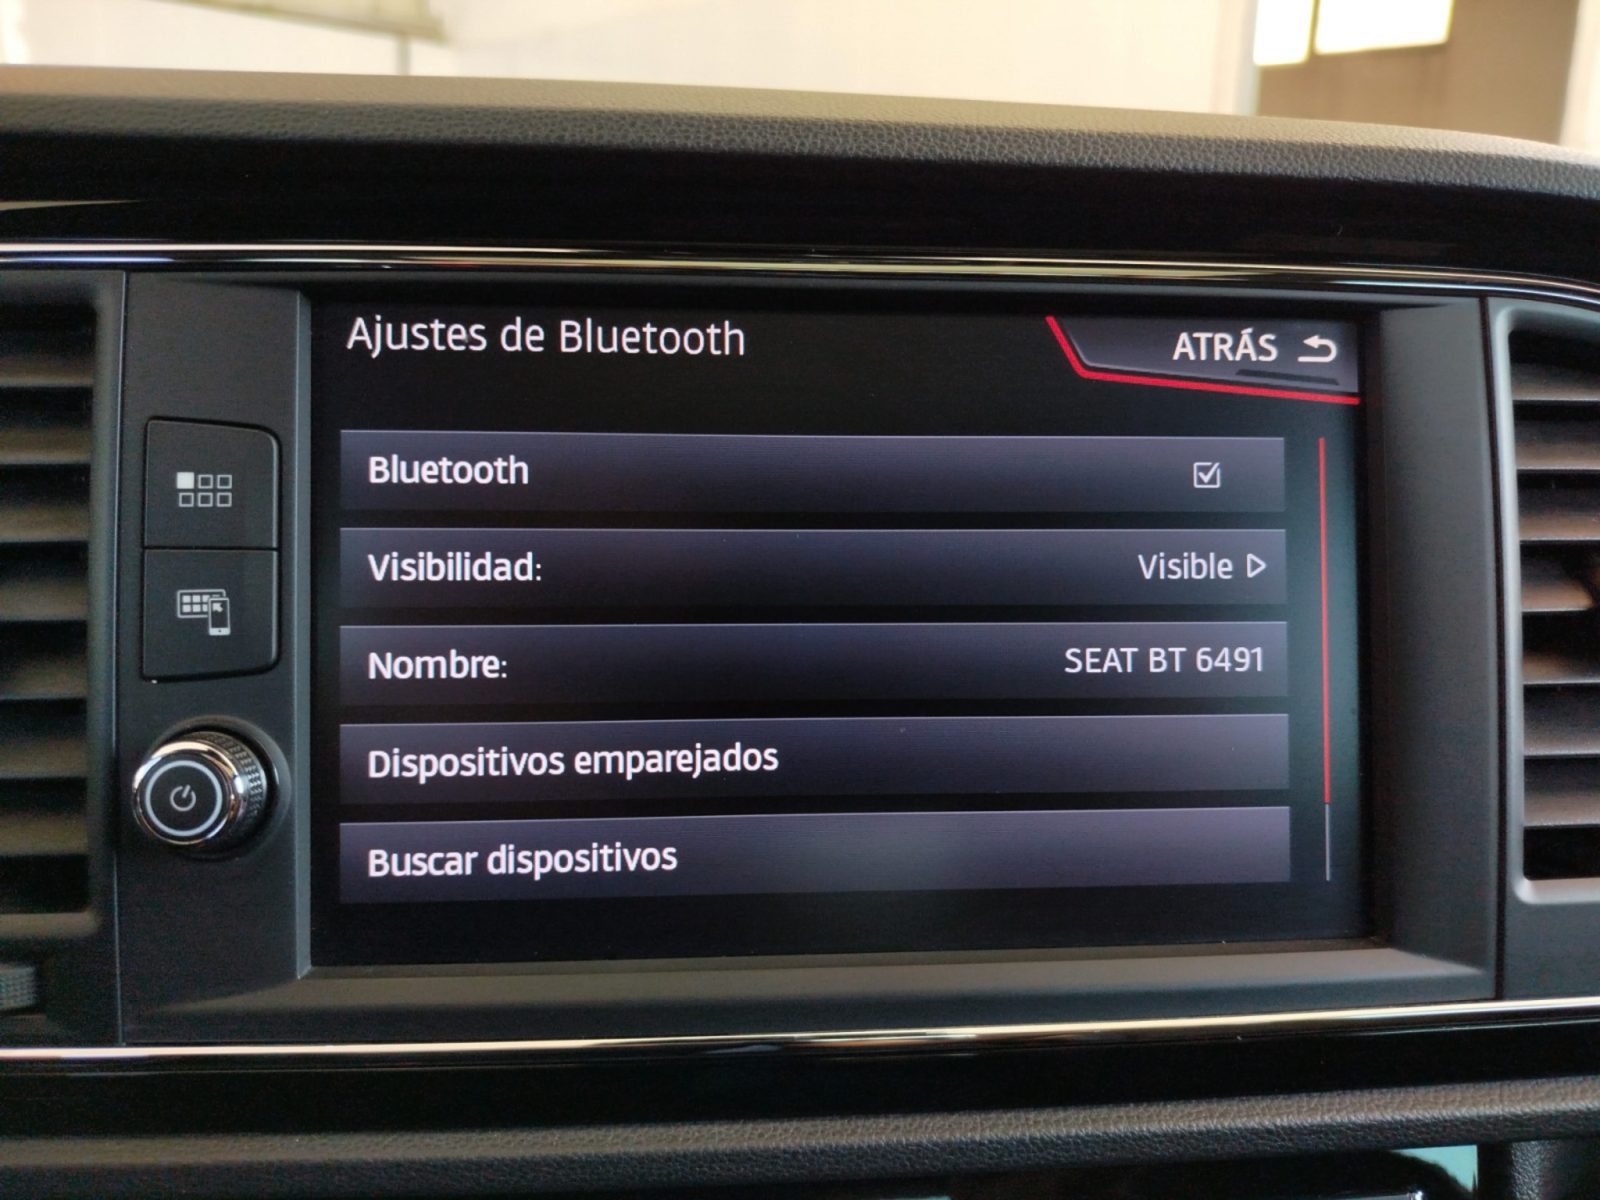 Ajustes de Bluetooth
ATRÁS
Bluetooth
Visibilidad: Visible
Nombre: SEAT BT 6491
Dispositivos emparejados
Buscar dispositivos